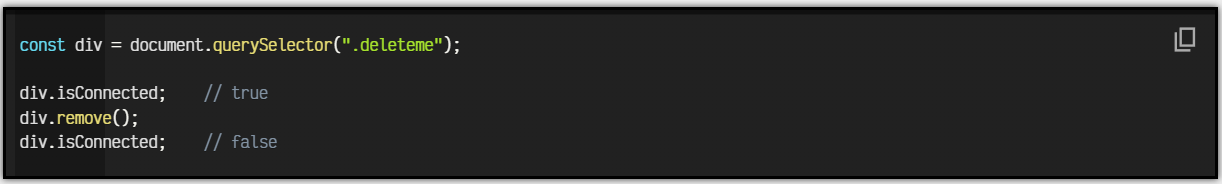 const div = document.querySelector(".deleteme");
div.isConnected;    // true
div.remove();
div.isConnected;    // false